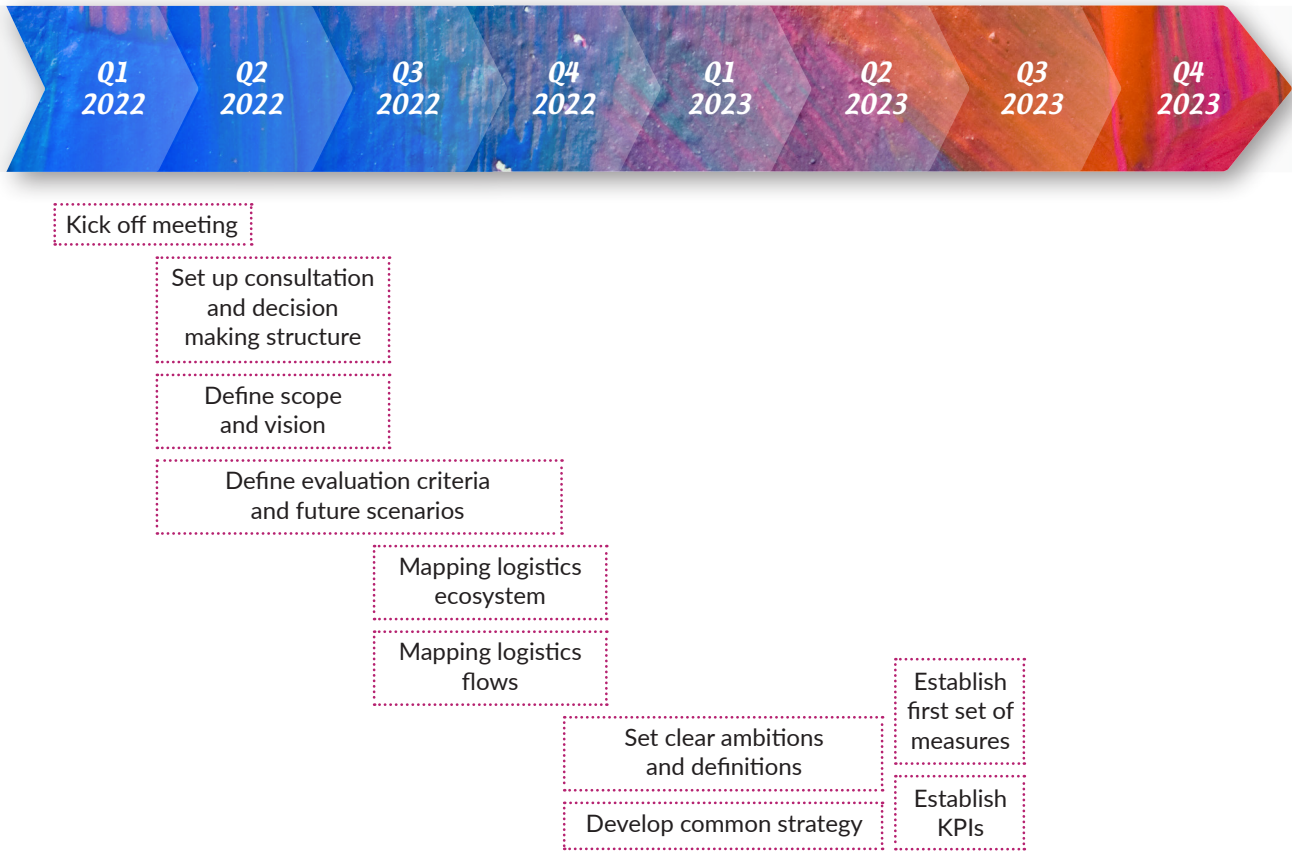 Q1
2022
Q2
2022
Q3
2022
Q4
2022
Q1
2023
Q2
2023
Q3
2023
Q4
2023
Kick off meeting
Set up consultation
and decision
making structure
Define scope
and vision
Define evaluation criteria
and future scenarios
Mapping logistics
ecosystem
Mapping logistics
flows
Set clear ambitions
and definitions
Develop common strategy
Establish
first set of
measures
Establish
KPIs